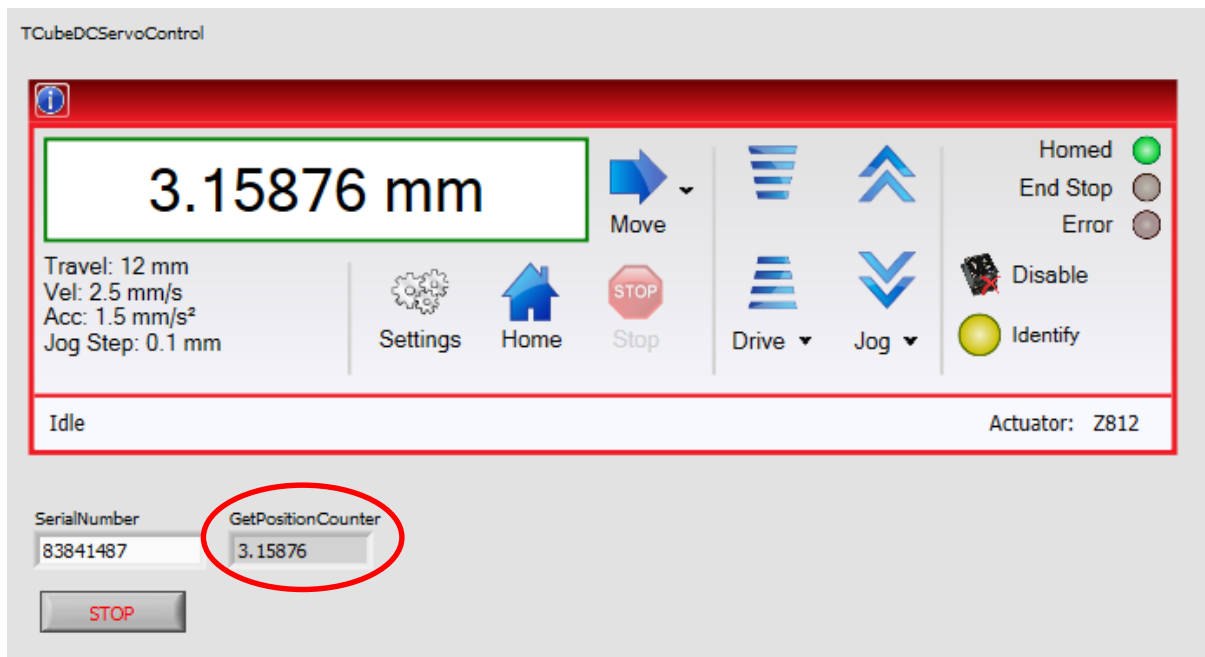 TCubeDCServoControl
3.15876 mm
Move
Homed
End Stop
Error
Travel: 12 mm
Vel: 2.5 mm/s
Acc: 1.5 mm/s²
Jog Step: 0.1 mm
Settings
Home
STOP
Stop
Drive
Jog
Disable
Identify
Idle
Actuator: Z812
SerialNumber
83841487
GetPositionCounter
3.15876
STOP